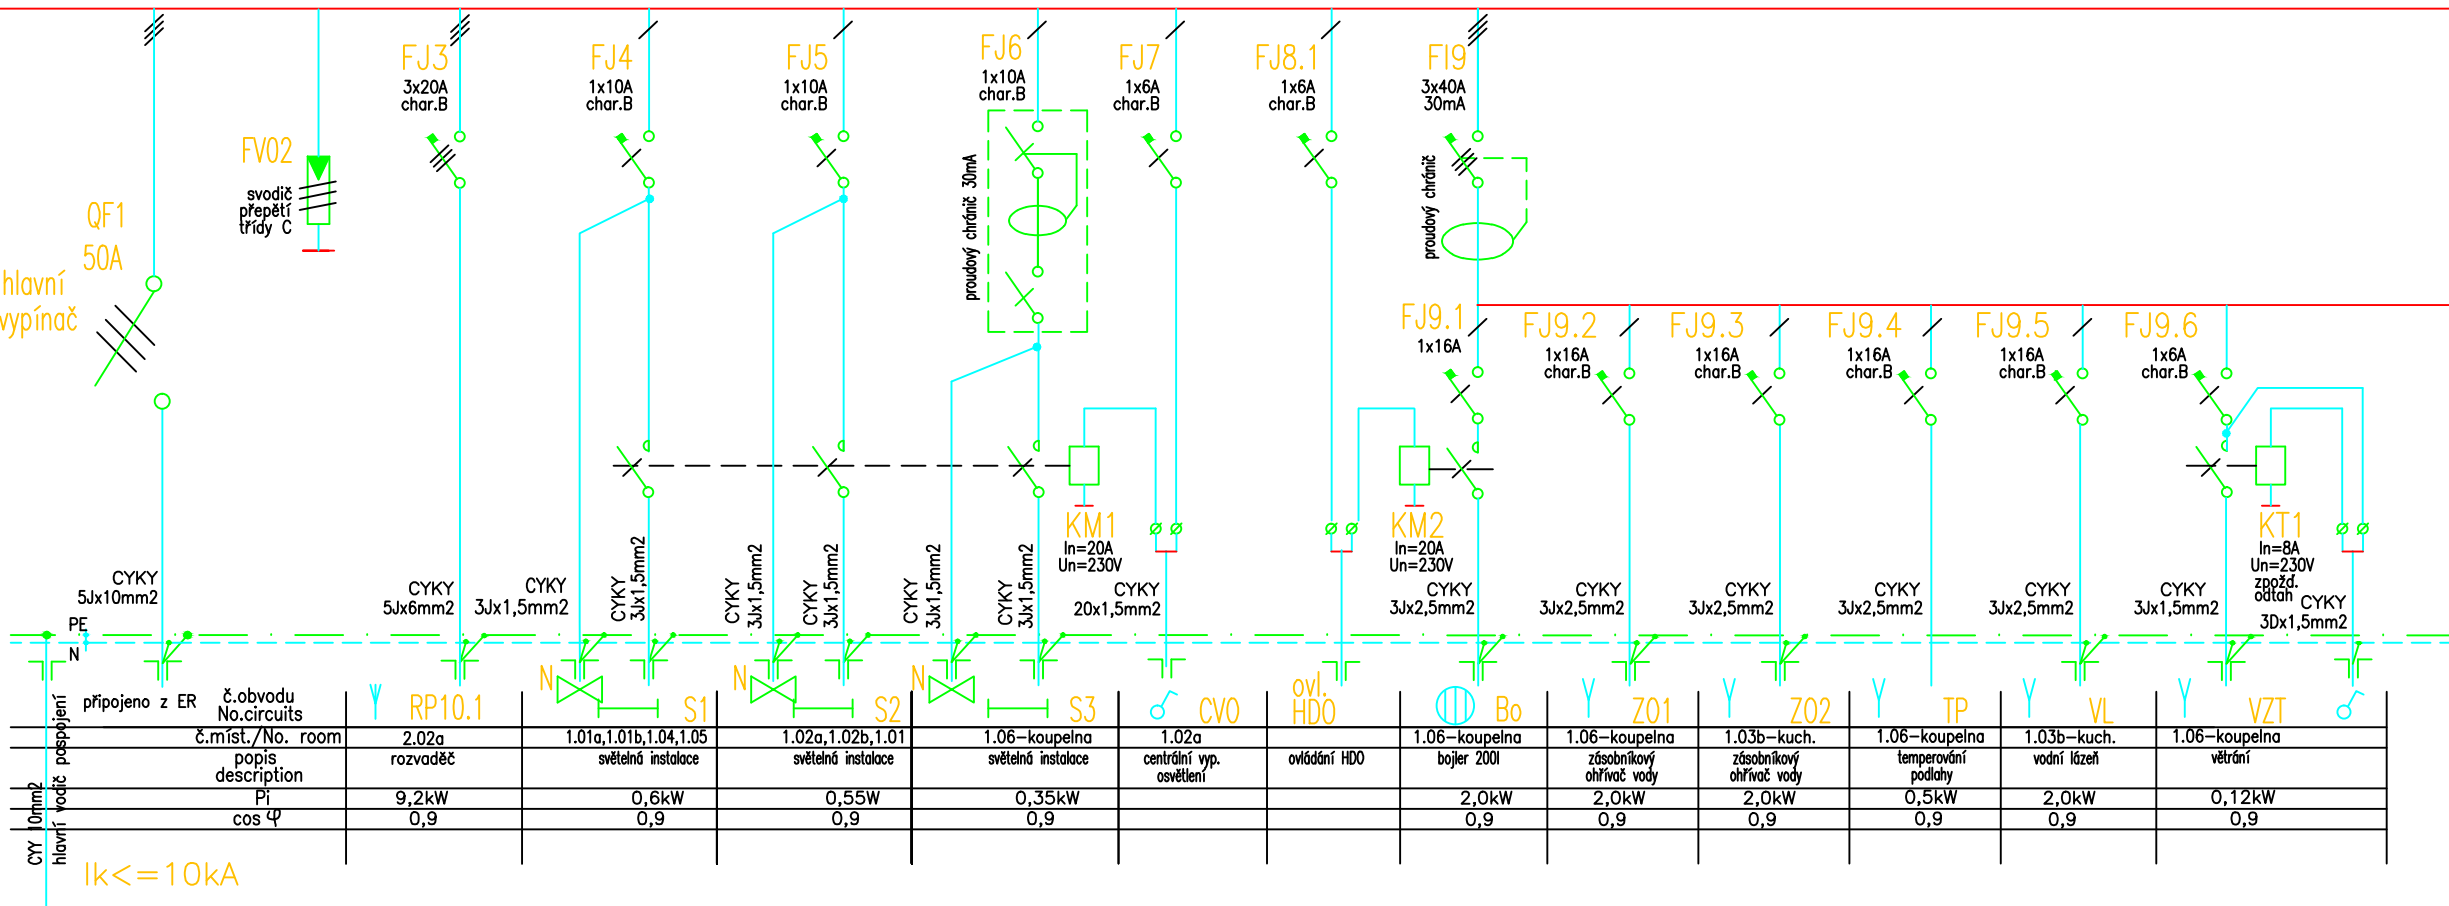 FJ3
3x20A
char.B
FJ4
1x10A
char.B
FJ5
1x10A
char.B
FJ6
1x10A
char.B
FJ7
1x6A
char.B
FJ8.1
1x6A
char.B
FI9
3x40A
30mA
FV02
svodič
přepětí
třídy C
QF1
50A
hlavní
vypínač
proudový chránič 30mA
proudový chránič
FJ9.1
1x16A
FJ9.2
1x16A
char.B
FJ9.3
1x16A
char.B
FJ9.4
1x16A
char.B
FJ9.5
1x16A
char.B
FJ9.6
1x6A
char.B
KM1
In=20A
Un=230V
KM2
In=20A
Un=230V
KT1
In=8A
Un=230V
zpožď.
odtah
CYKY
5Jx10mm2
CYKY
5Jx6mm2
CYKY
3Jx1,5mm2
CYKY
3Jx1,5mm2
CYKY
3Jx1,5mm2
CYKY
3Jx1,5mm2
CYKY
3Jx1,5mm2
CYKY
3Jx1,5mm2
CYKY
20x1,5mm2
CYKY
3Jx2,5mm2
CYKY
3Jx2,5mm2
CYKY
3Jx2,5mm2
CYKY
3Jx2,5mm2
CYKY
3Jx2,5mm2
CYKY
3Jx1,5mm2
CYKY
3Dx1,5mm2
PE
N
N
N
N
připojeno z ER
č.obvodu
No.circuits
RP10.1
S1
S2
S3
CVO
ovl.
HDO
Bo
ZO1
ZO2
TP
VL
VZT
č.míst./No. room
2.02a
1.01a,1.01b,1.04,1.05
1.02a,1.02b,1.01
1.06-koupelna
1.02a
1.06-koupelna
1.06-koupelna
1.03b-kuch.
1.06-koupelna
1.03b-kuch.
1.06-koupelna
popis
description
rozvaděč
světelná instalace
světelná instalace
světelná instalace
centrální vyp.
osvětlení
ovládání HDO
bojler 200l
zásobníkový
ohřívač vody
zásobníkový
ohřívač vody
temperování
podlahy
vodní lázeň
větrání
Pi
9,2kW
0,6kW
0,55W
0,35kW
2,0kW
2,0kW
2,0kW
0,5kW
2,0kW
0,12kW
cos φ
0,9
0,9
0,9
0,9
0,9
0,9
0,9
0,9
0,9
0,9
CYY 10mm2
hlavní vodič pospojení
Ik<=10kA